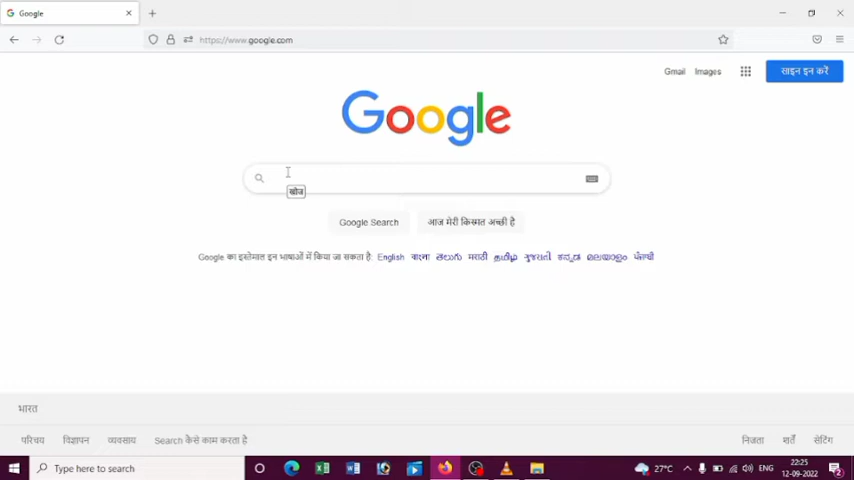 Google
https://www.google.com
Gmail Images साइन इन करें
Google
खोज
Google Search आज मेरी किस्मत अच्छी है
Google का इस्तेमाल इन भाषाओं में किया जा सकता है: English বাংলা తెలుగు मराठी தமிழ் ગુજરાતી ಕನ್ನಡ മലയാളം ਪੰਜਾਬੀ
भारत
परिचय विज्ञापन व्यवसाय Search कैसे काम करता है निजता शर्तें सेटिंग
Type here to search 27°C ENG 22:25
12-09-2022 2